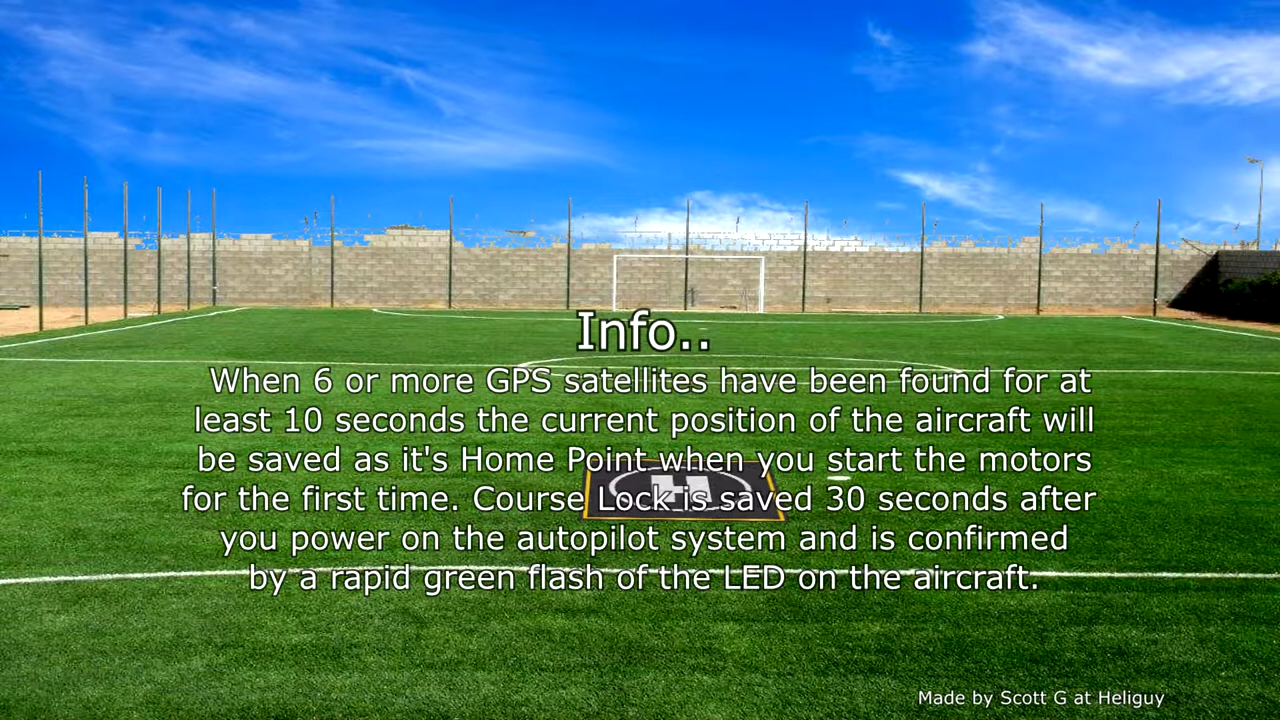 Info..
When 6 or more GPS satellites have been found for at
least 10 seconds the current position of the aircraft will
be saved as it's Home Point when you start the motors
for the first time. Course Lock is saved 30 seconds after
you power on the autopilot system and is confirmed
by a rapid green flash of the LED on the aircraft.
H
Made by Scott G at Heliguy